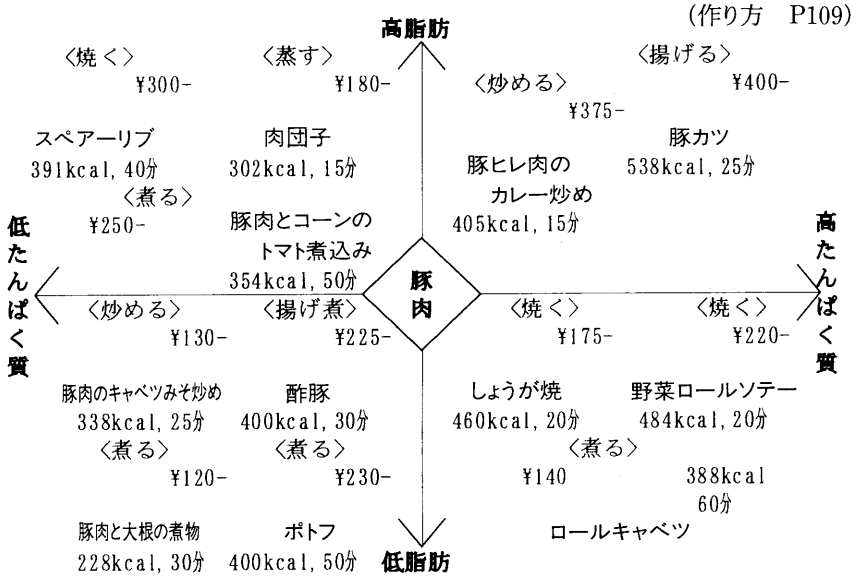 (作り方 P109)
高脂肪
〈焼く〉 〈蒸す〉 〈揚げる〉
¥300- ¥180- 〈炒める〉 ¥400-
¥375-
スペアーリブ 肉団子 豚カツ
391kcal, 40分 302kcal, 15分 豚ヒレ肉の 538kcal, 25分
〈煮る〉 カレー炒め
¥250- 豚肉とコーンの 405kcal, 15分
トマト煮込み
354kcal, 50分
低たんぱく質
豚肉
高たんぱく質
〈炒める〉 〈揚げ煮〉 〈焼く〉 〈焼く〉
¥130- ¥225- ¥175- ¥220-
豚肉のキャベツみそ炒め 酢豚 しょうが焼 野菜ロールソテー
338kcal, 25分 400kcal, 30分 460kcal, 20分 484kcal, 20分
〈煮る〉 〈煮る〉 〈煮る〉
¥120- ¥230- ¥140 388kcal
60分
豚肉と大根の煮物 ポトフ ロールキャベツ
228kcal, 30分 400kcal, 50分 低脂肪